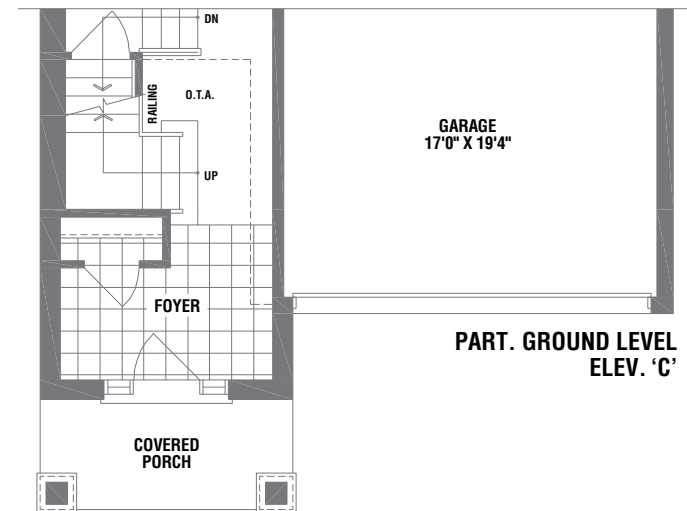 DN
RAILING
O.T.A.
UP
GARAGE
17'0" X 19'4"
FOYER
PART. GROUND LEVEL
ELEV. ‘C’
COVERED
PORCH